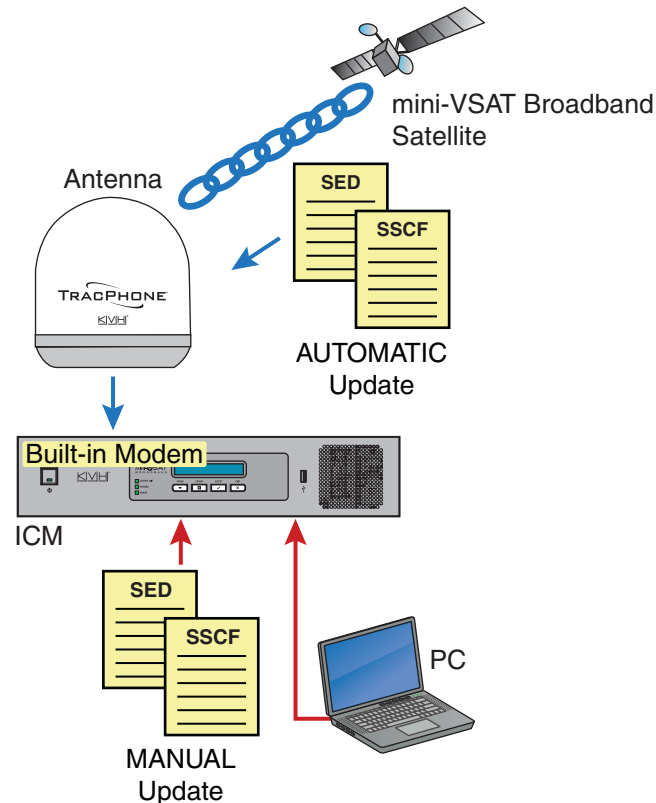 mini-VSAT Broadband
Satellite
Antenna
SED
SSCF
TRACPHONE
KVH
AUTOMATIC
Update
Built-in Modem
KVH
ICM
SED
SSCF
PC
MANUAL
Update